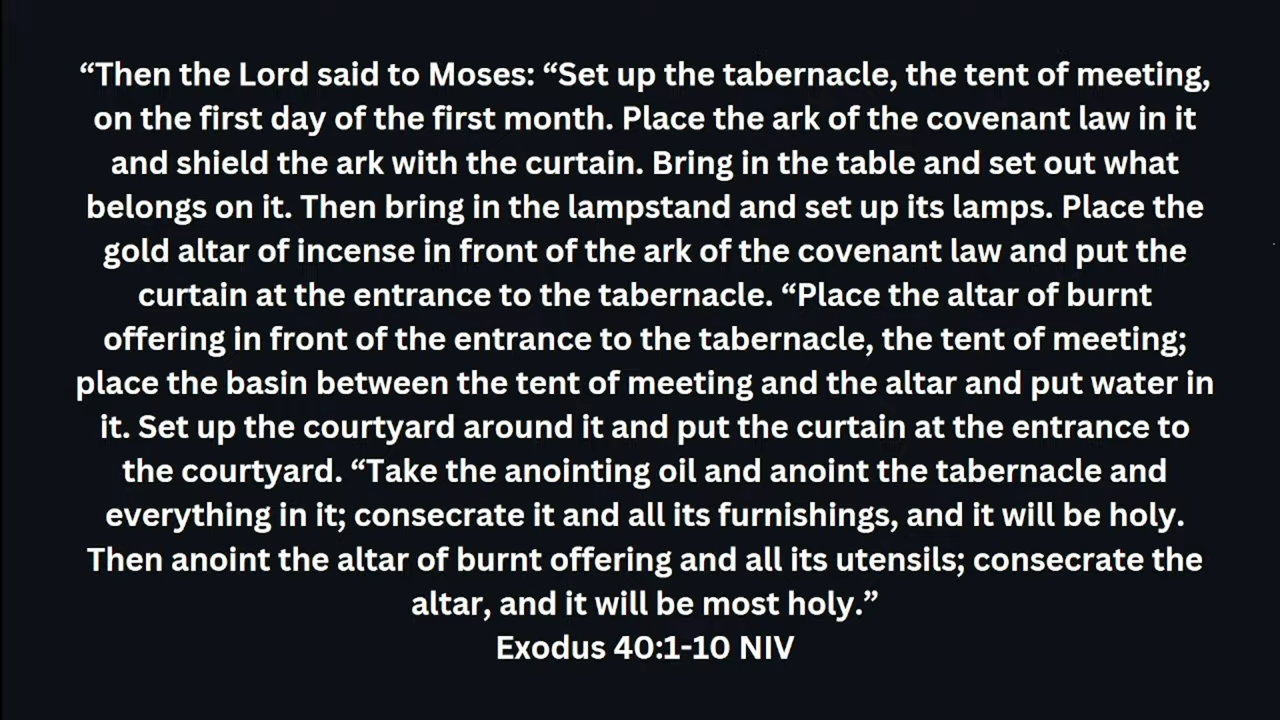 “Then the Lord said to Moses: “Set up the tabernacle, the tent of meeting,
on the first day of the first month. Place the ark of the covenant law in it
and shield the ark with the curtain. Bring in the table and set out what
belongs on it. Then bring in the lampstand and set up its lamps. Place the
gold altar of incense in front of the ark of the covenant law and put the
curtain at the entrance to the tabernacle. “Place the altar of burnt
offering in front of the entrance to the tabernacle, the tent of meeting;
place the basin between the tent of meeting and the altar and put water in
it. Set up the courtyard around it and put the curtain at the entrance to
the courtyard. “Take the anointing oil and anoint the tabernacle and
everything in it; consecrate it and all its furnishings, and it will be holy.
Then anoint the altar of burnt offering and all its utensils; consecrate the
altar, and it will be most holy.”
Exodus 40:1-10 NIV